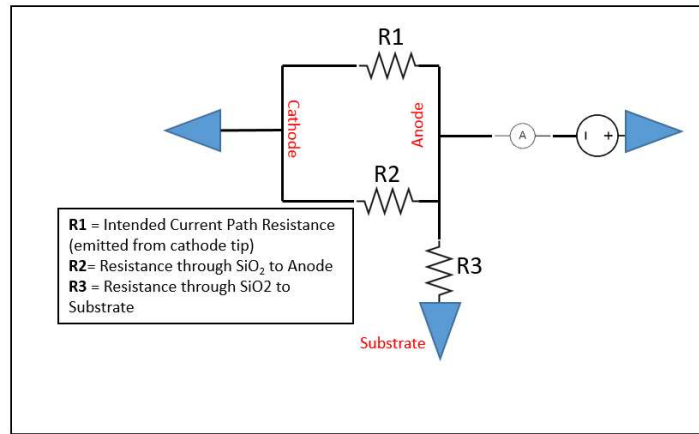 R1
Cathode
Anode
A
I +
R2
R1 = Intended Current Path Resistance
(emitted from cathode tip)
R2= Resistance through SiO₂ to Anode
R3 = Resistance through SiO2 to
Substrate
R3
Substrate